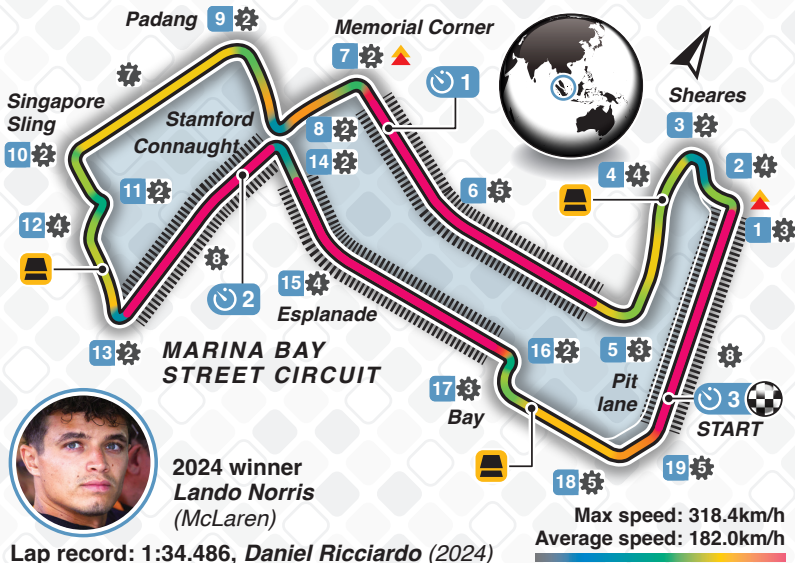 Padang 9 2
Memorial Corner
7 2
7
1
Sheares
3 2
Singapore
Sling
10 2
Stamford
Connaught
8 2
14 2
4 4
2 4
11 2
6 5
1 3
12 4
8
2
15 4
Esplanade
13 2
MARINA BAY
STREET CIRCUIT
16 2
5 3
8
17 3
Bay
Pit
lane
3
START
18 5
19 5
2024 winner
Lando Norris
(McLaren)
Max speed: 318.4km/h
Average speed: 182.0km/h
Lap record: 1:34.486, Daniel Ricciardo (2024)